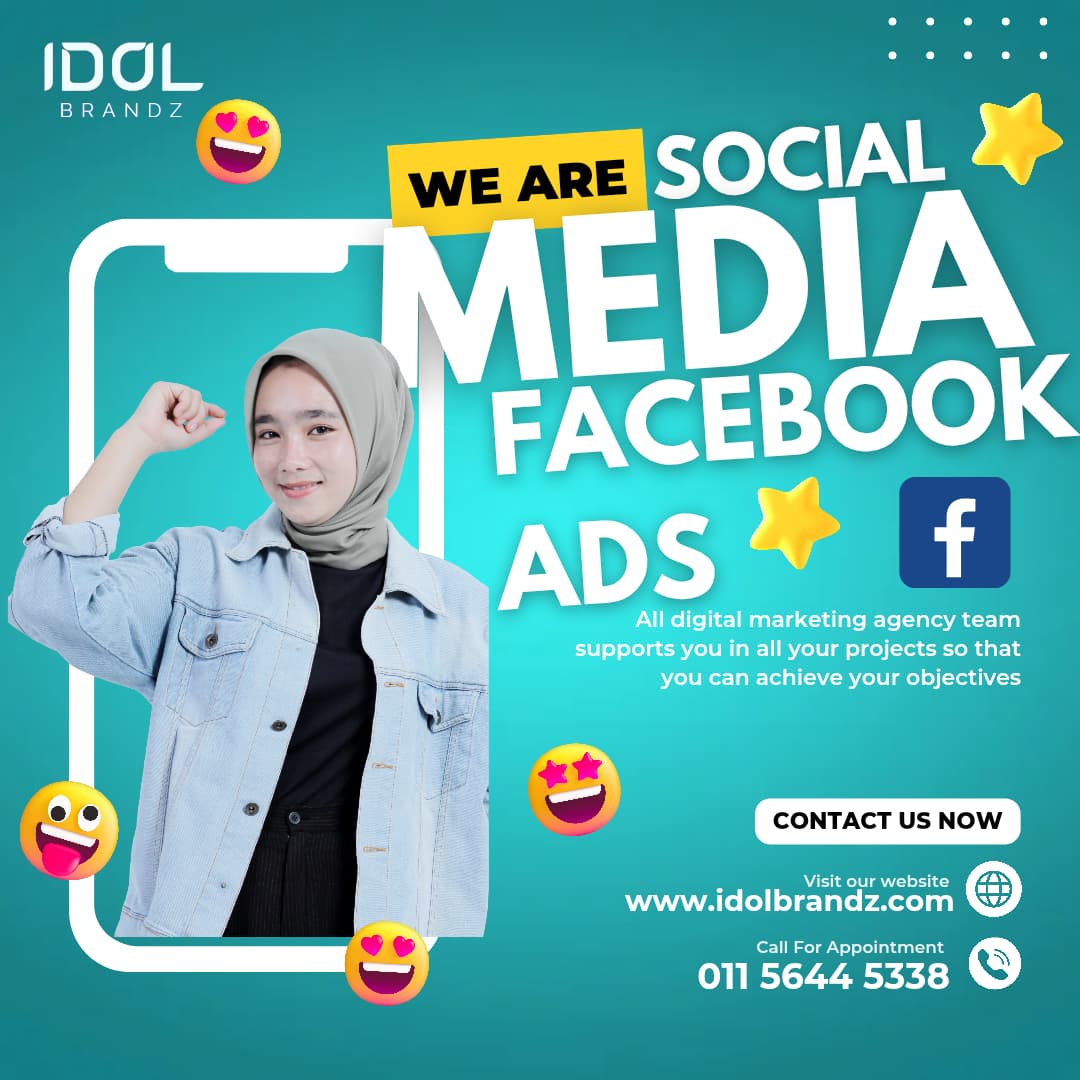 IDOL
BRANDZ
WE ARE SOCIAL
MEDIA
FACEBOOK
ADS
f
All digital marketing agency team
supports you in all your projects so that
you can achieve your objectives
CONTACT US NOW
Visit our website
www.idolbrandz.com
Call For Appointment
011 5644 5338